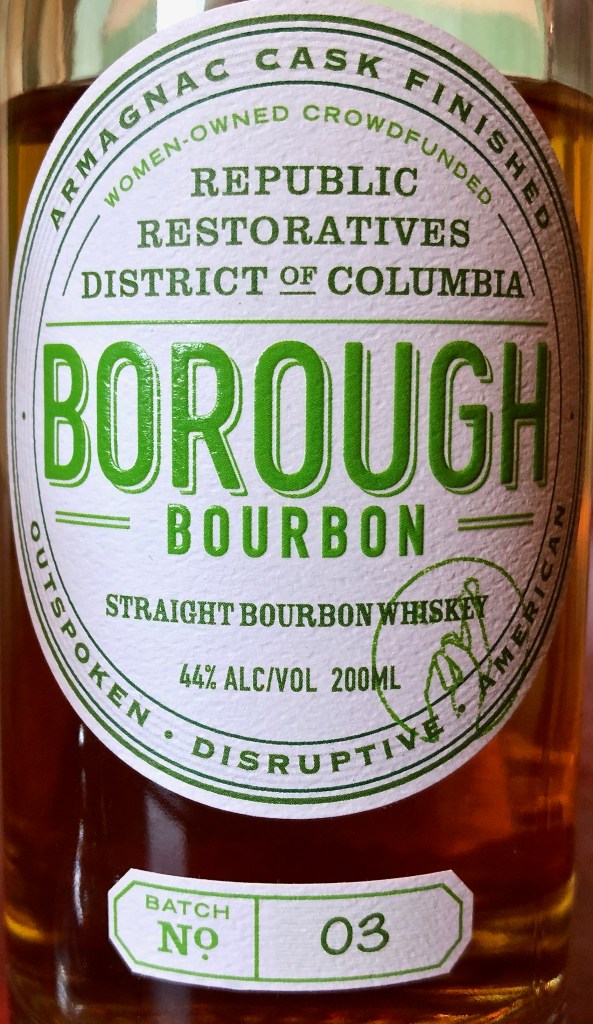 ARMAGNAC CASK FINISHED
WOMEN-OWNED CROWDFUNDED
REPUBLIC
RESTORATIVES
DISTRICT OF COLUMBIA
BOROUGH
BOURBON
STRAIGHT BOURBON WHISKEY
44% ALC/VOL 200ML
OUTSPOKEN • DISRUPTIVE • AMERICAN
BATCH
Nº 03